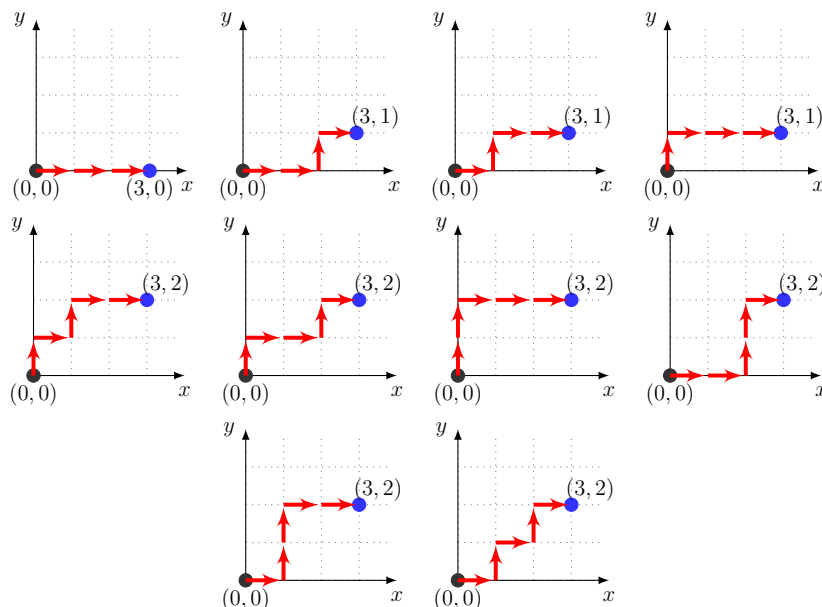 y y y y
(3, 1) (3, 1) (3, 1)
(0, 0) (3, 0) x (0, 0) x (0, 0) x (0, 0) x
y y y y
(3, 2) (3, 2) (3, 2) (3, 2)
(0, 0) x (0, 0) x (0, 0) x (0, 0) x
y y
(3, 2) (3, 2)
(0, 0) x (0, 0) x